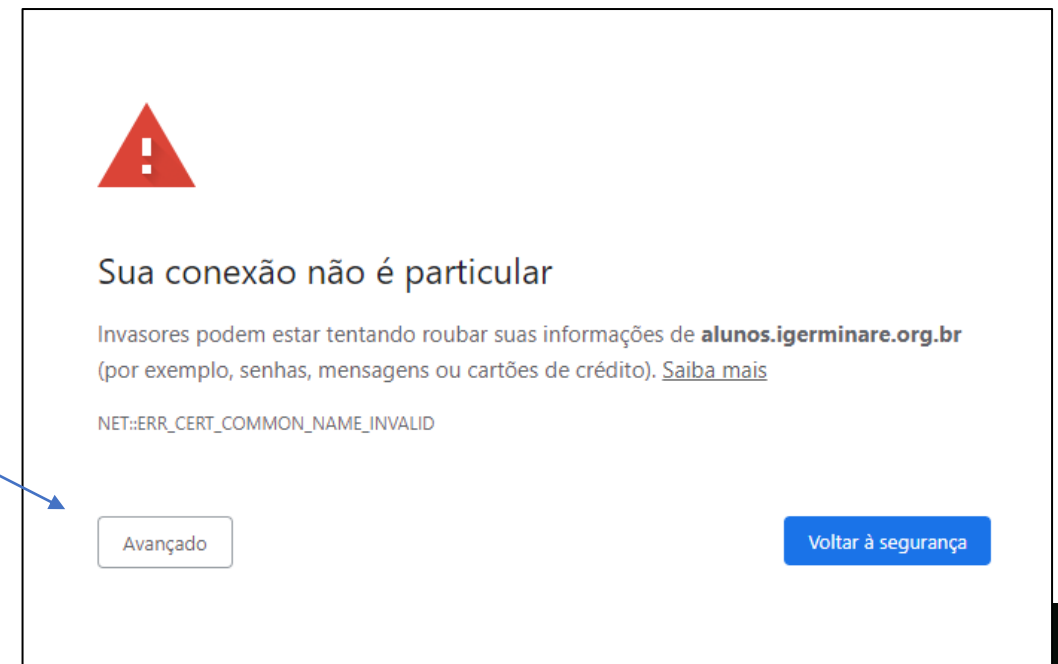 Sua conexão não é particular
Invasores podem estar tentando roubar suas informações de alunos.igerminare.org.br
(por exemplo, senhas, mensagens ou cartões de crédito). Saiba mais
NET::ERR_CERT_COMMON_NAME_INVALID
Avançado
Voltar à segurança